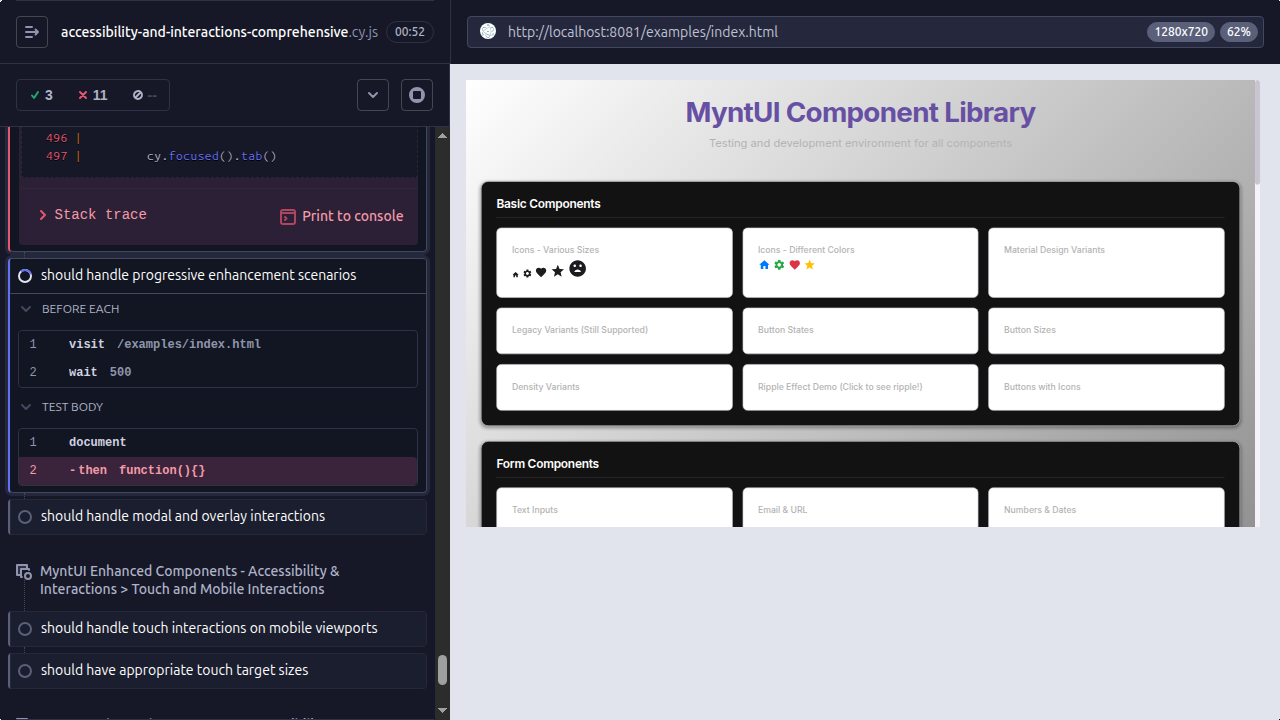 accessibility-and-interactions-comprehensive.cy.js 00:52
3 11 --
496 |
497 | cy.focused().tab()
Stack trace Print to console
should handle progressive enhancement scenarios
BEFORE EACH
1 visit /examples/index.html
2 wait 500
TEST BODY
1 document
2 -then function(){}
should handle modal and overlay interactions
MyntUI Enhanced Components - Accessibility &
Interactions > Touch and Mobile Interactions
should handle touch interactions on mobile viewports
should have appropriate touch target sizes
http://localhost:8081/examples/index.html 1280x720 62%
MyntUI Component Library
Testing and development environment for all components
Basic Components
Icons - Various Sizes
Icons - Different Colors
Material Design Variants
Legacy Variants (Still Supported)
Button States
Button Sizes
Density Variants
Ripple Effect Demo (Click to see ripple!)
Buttons with Icons
Form Components
Text Inputs
Email & URL
Numbers & Dates